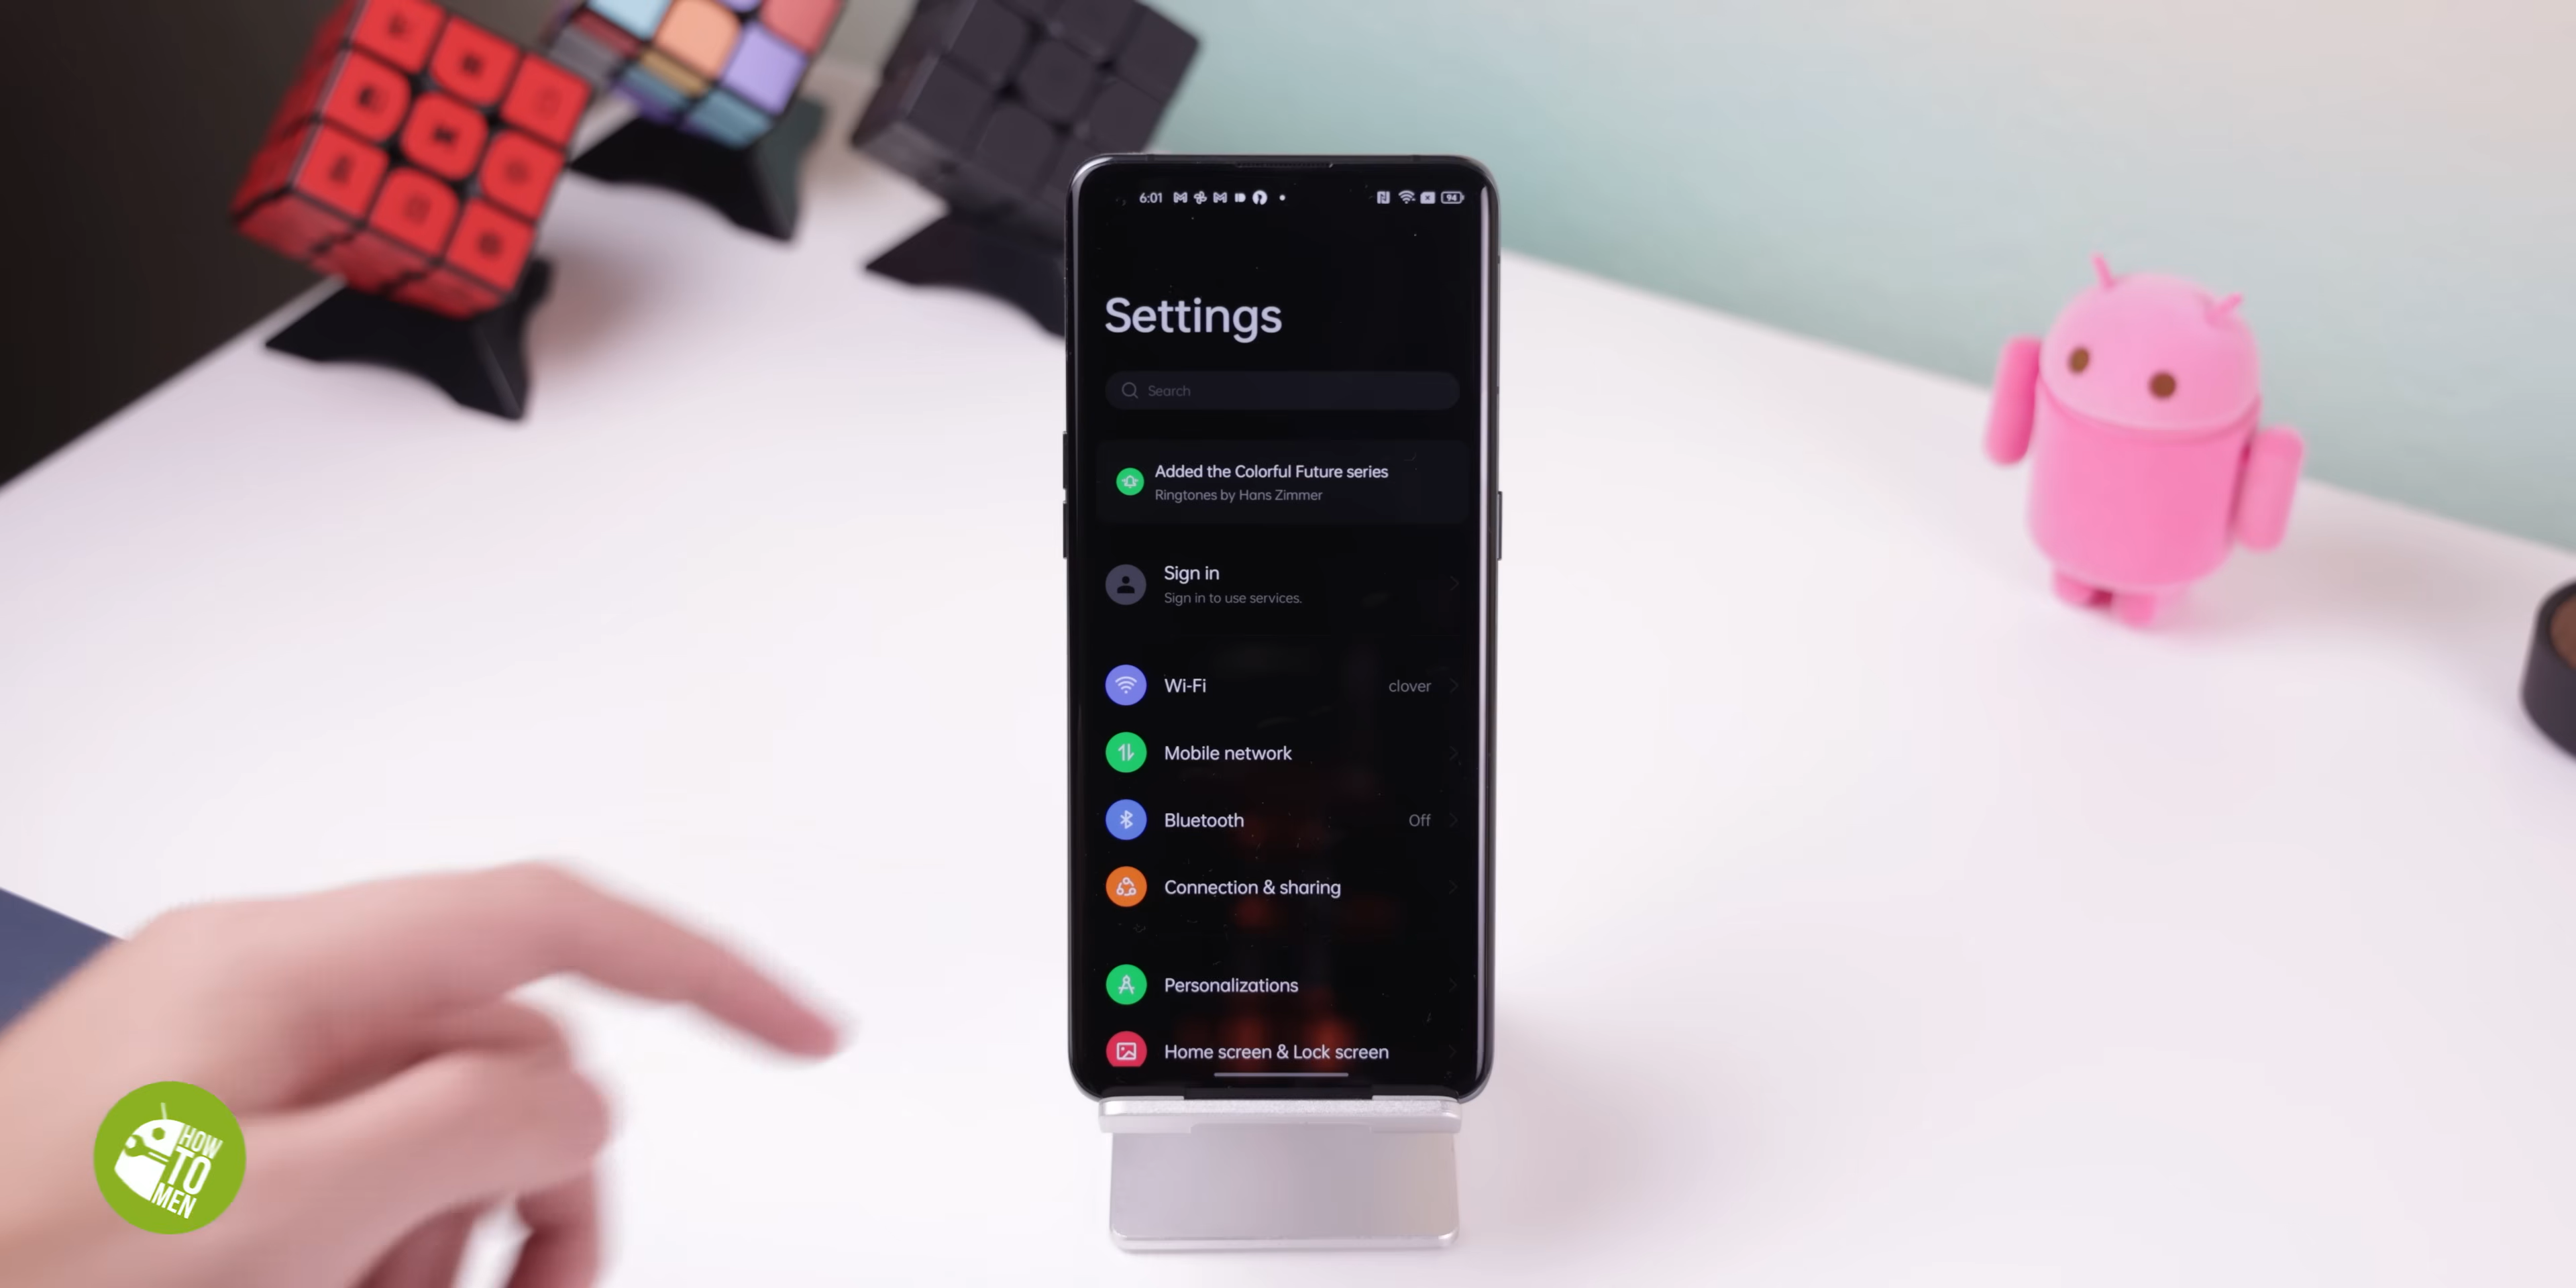 6:01
94
Settings
Search
Added the Colorful Future series
Ringtones by Hans Zimmer
Sign in
Sign in to use services.
Wi-Fi
clover
Mobile network
Bluetooth
Off
Connection & sharing
Personalizations
Home screen & Lock screen
HOW
TO
MEN